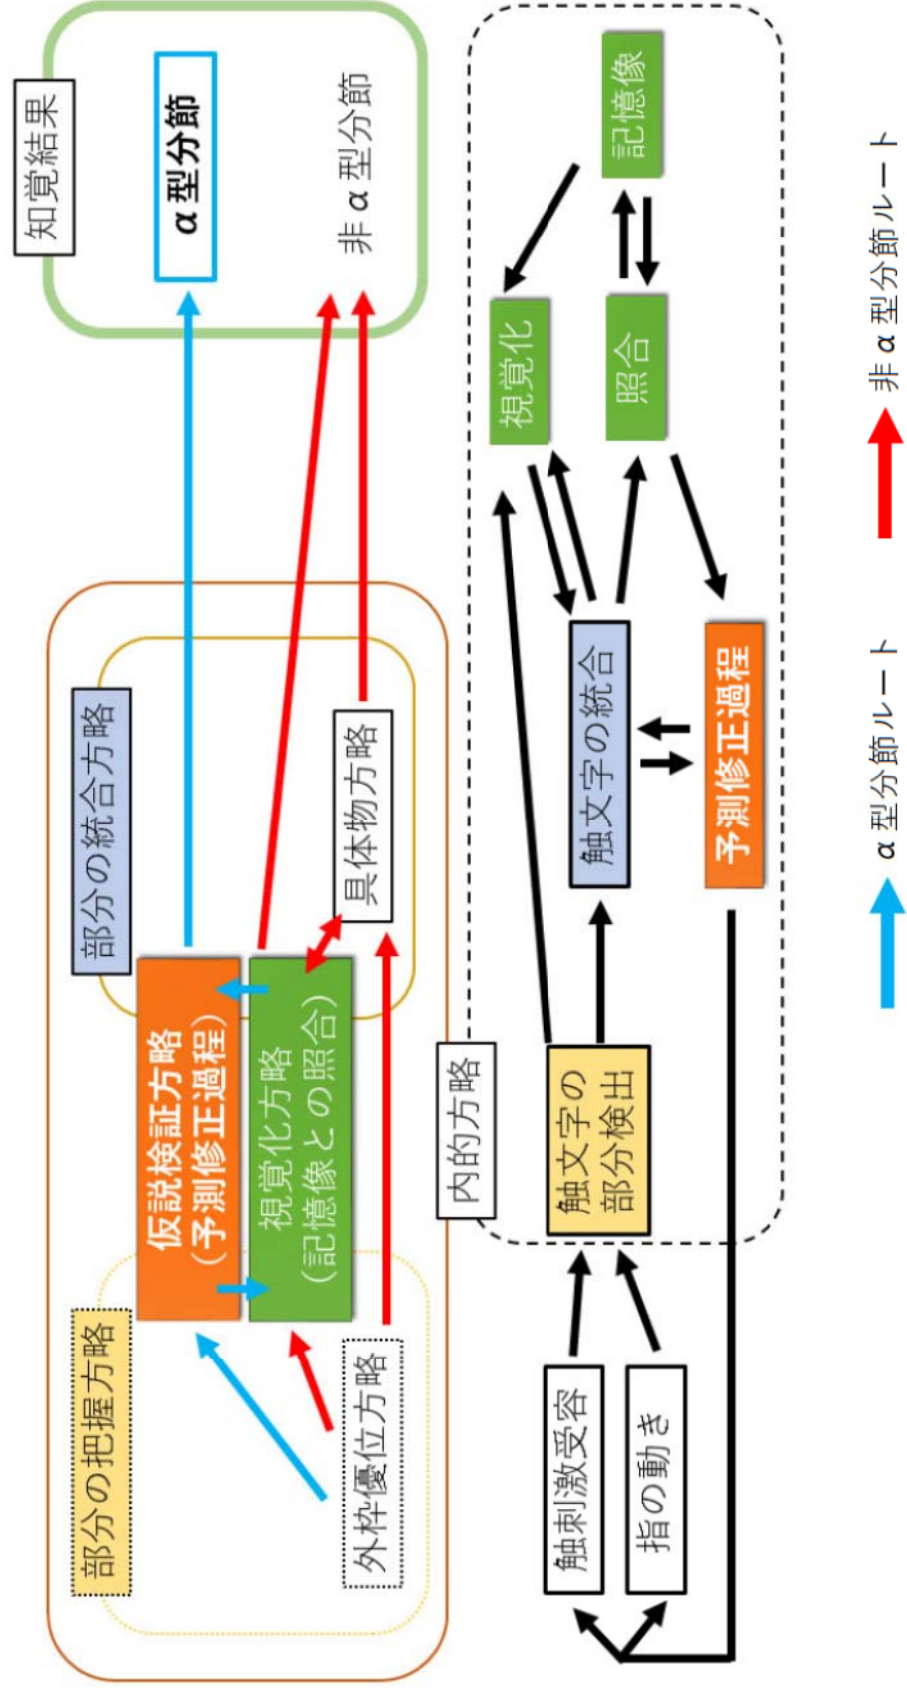 部分の把握方略
部分の統合方略
知覚結果
仮説検証方略
（予測修正過程）
視覚化方略
（記憶像との照合）
外枠優位方略
具体物方略
α型分節
非α型分節
内的方略
触刺激受容
指の動き
触文字の
部分検出
触文字の統合
予測修正過程
視覚化
照合
記憶像
α型分節ルート
非α型分節ルート